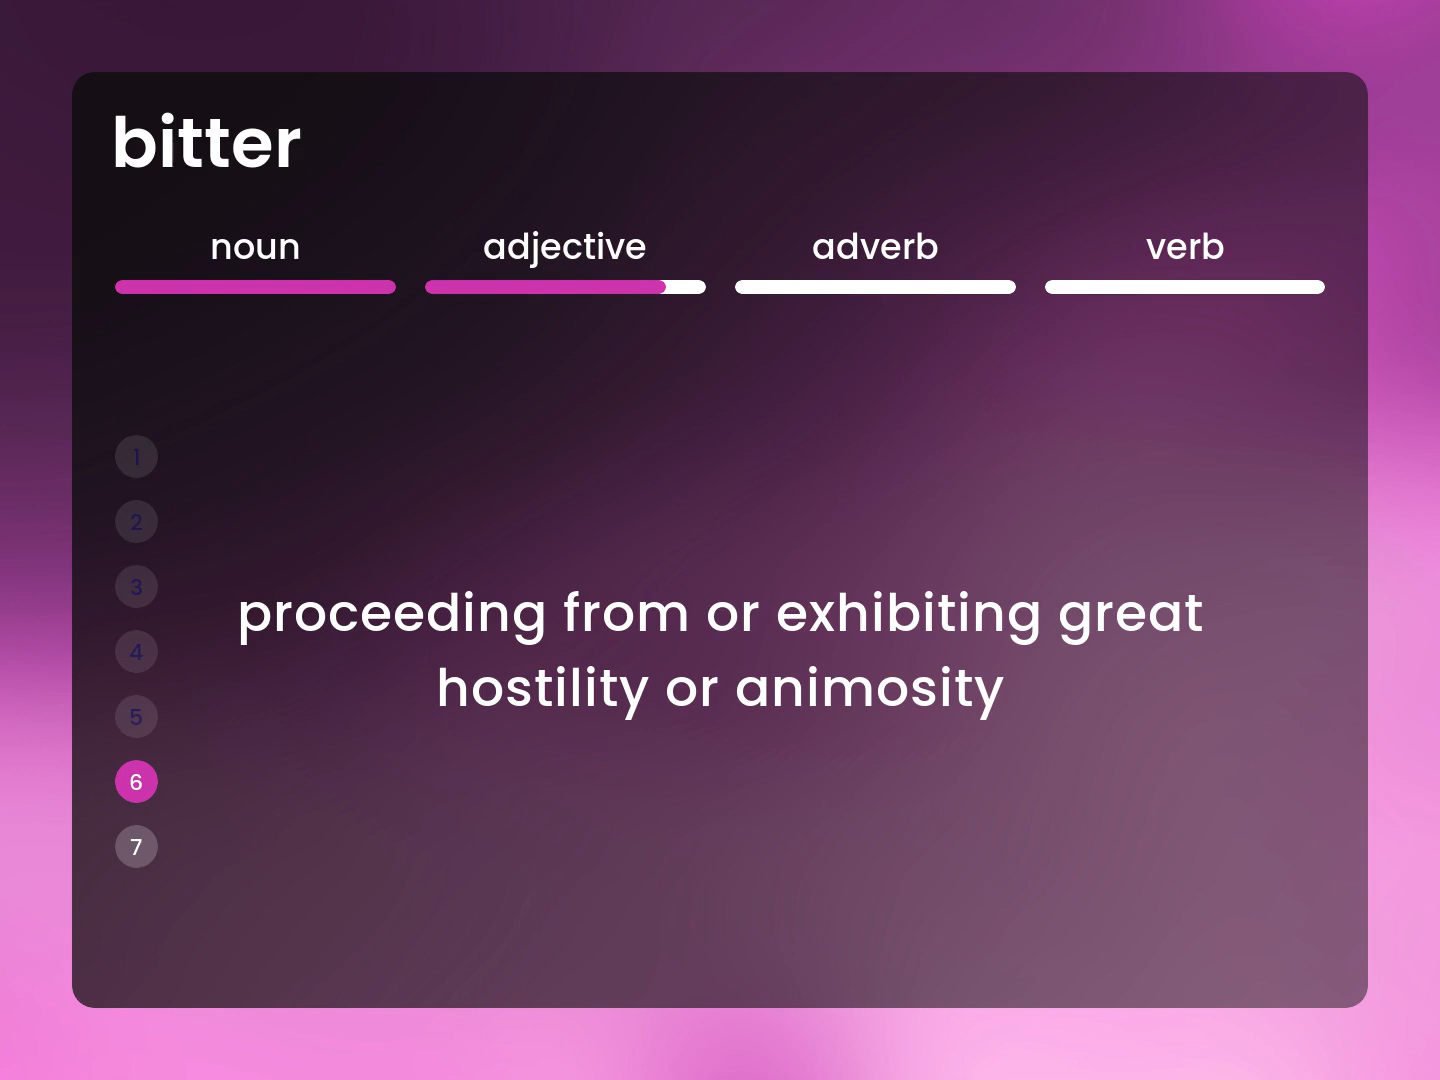 bitter
noun adjective adverb verb
1
2
3
proceeding from or exhibiting great
4
hostility or animosity
5
6
7